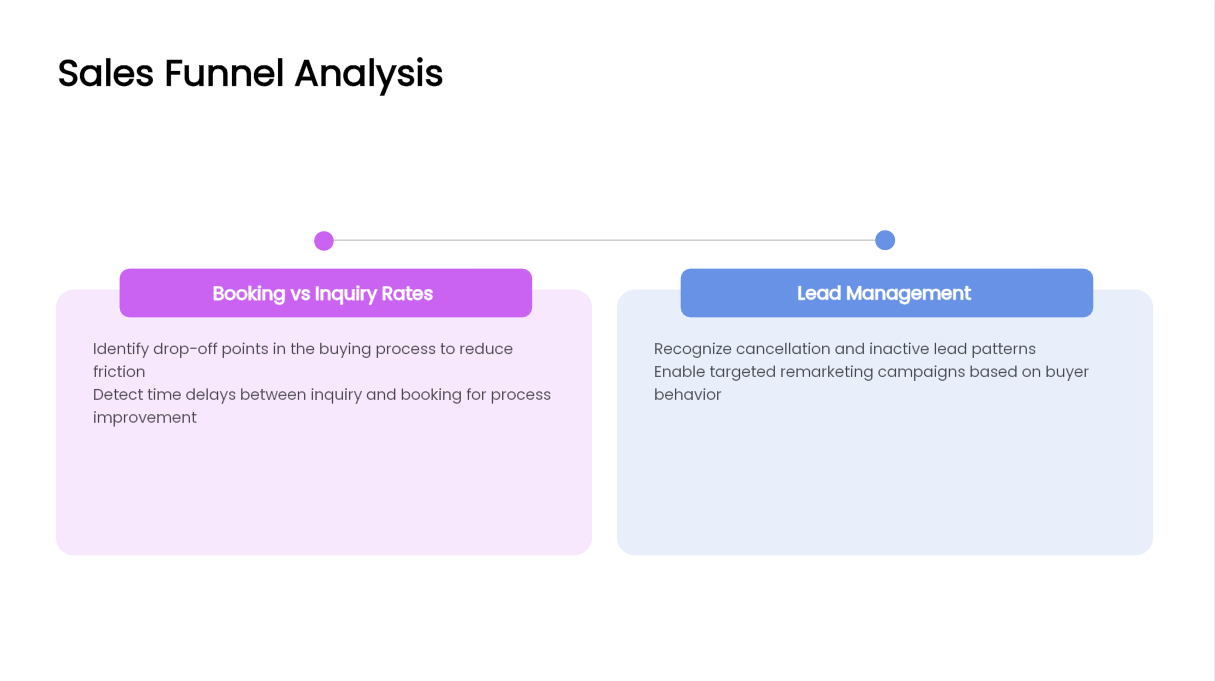 Sales Funnel Analysis
Booking vs Inquiry Rates
Identify drop-off points in the buying process to reduce
friction
Detect time delays between inquiry and booking for process
improvement
Lead Management
Recognize cancellation and inactive lead patterns
Enable targeted remarketing campaigns based on buyer
behavior